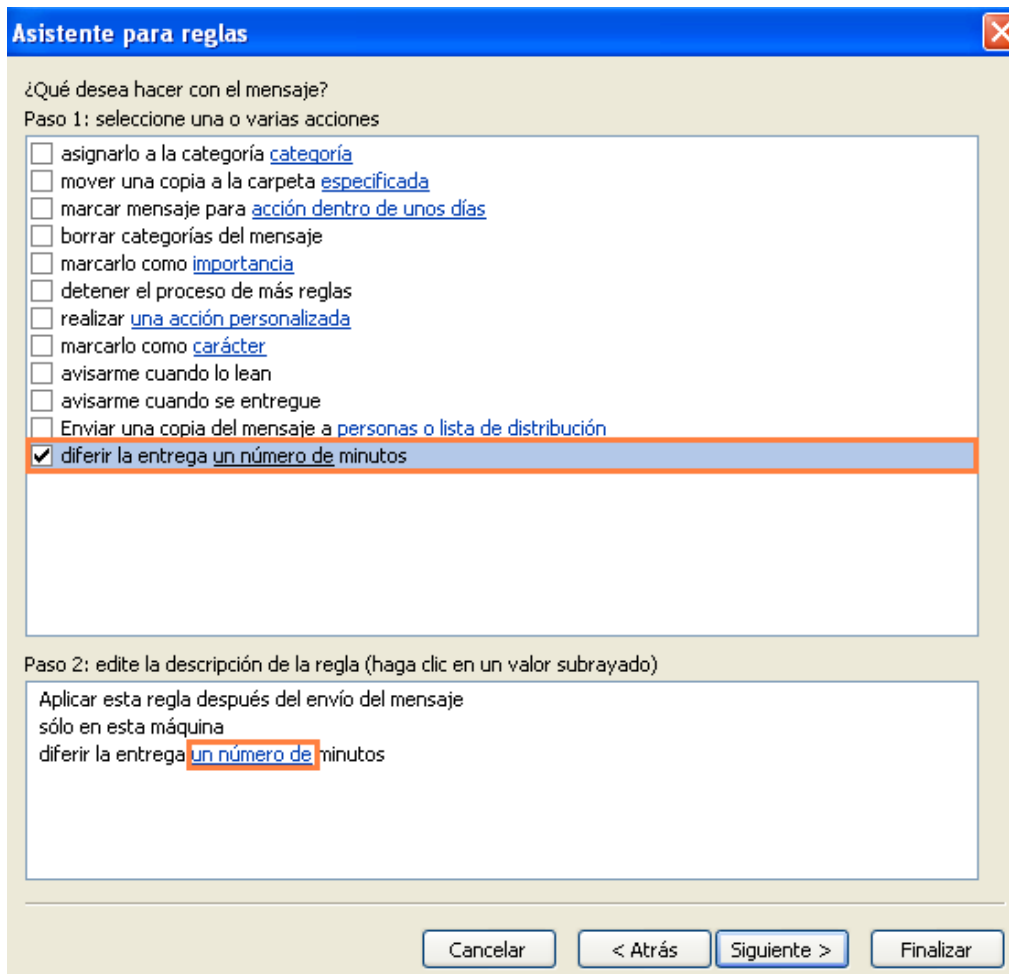 Asistente para reglas
¿Qué desea hacer con el mensaje?
Paso 1: seleccione una o varias acciones
asignarlo a la categoría categoría
mover una copia a la carpeta especificada
marcar mensaje para acción dentro de unos días
borrar categorías del mensaje
marcarlo como importancia
detener el proceso de más reglas
realizar una acción personalizada
marcarlo como carácter
avisarme cuando lo lean
avisarme cuando se entregue
Enviar una copia del mensaje a personas o lista de distribución
diferir la entrega un número de minutos
Paso 2: edite la descripción de la regla (haga clic en un valor subrayado)
Aplicar esta regla después del envío del mensaje
sólo en esta máquina
diferir la entrega un número de minutos
Cancelar < Atrás Siguiente > Finalizar